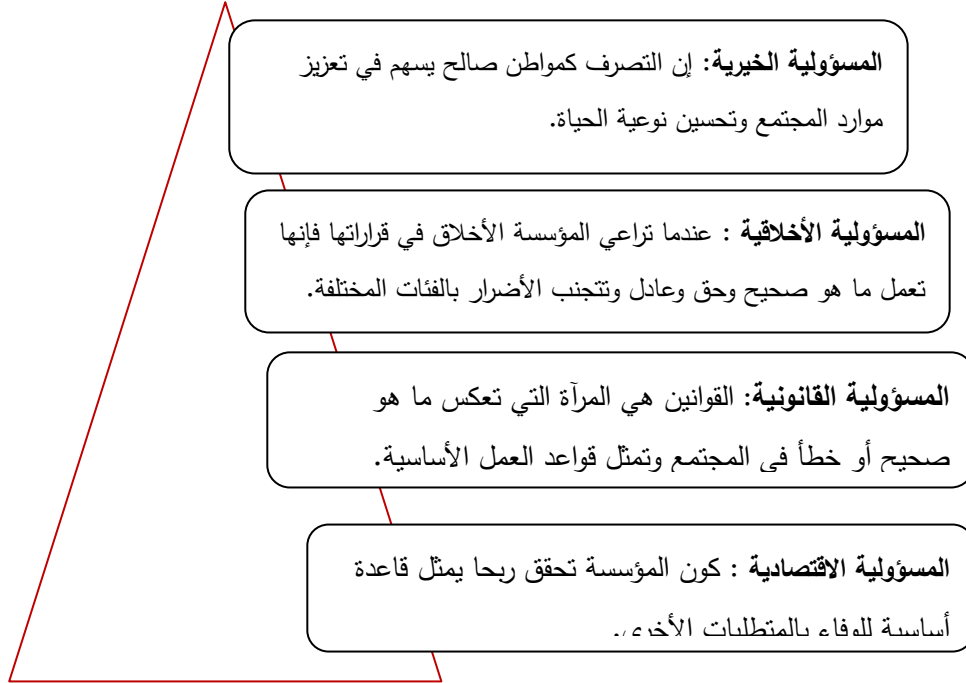 المسؤولية الخيرية: إن التصرف كمواطن صالح يسهم في تعزيز
موارد المجتمع وتحسين نوعية الحياة.
المسؤولية الأخلاقية : عندما تراعي المؤسسة الأخلاق في قراراتها فإنها
تعمل ما هو صحيح وحق وعادل وتتجنب الأضرار بالفئات المختلفة.
المسؤولية القانونية: القوانين هي المرآة التي تعكس ما هو
صحيح أو خطأ في المجتمع وتمثل قواعد العمل الأساسية.
المسؤولية الاقتصادية : كون المؤسسة تحقق ربحا يمثل قاعدة
أساسية للوفاء بالمتطلبات الأخرى.